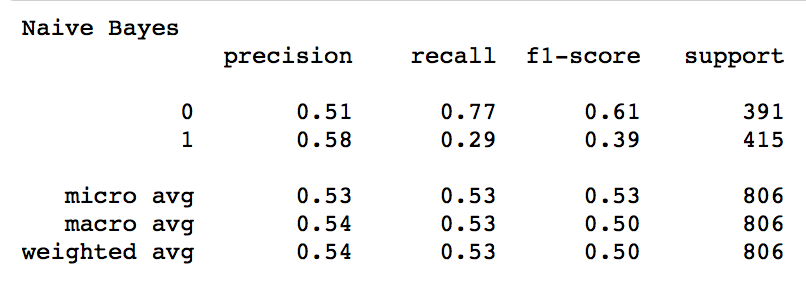 Naive Bayes
precision recall f1-score support
0 0.51 0.77 0.61 391
1 0.58 0.29 0.39 415
micro avg 0.53 0.53 0.53 806
macro avg 0.54 0.53 0.50 806
weighted avg 0.54 0.53 0.50 806